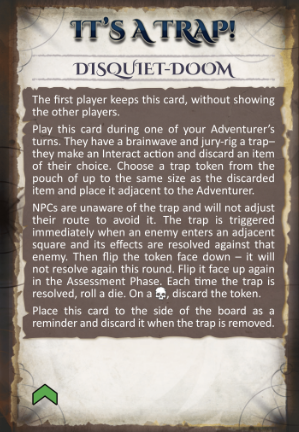 IT'S A TRAP!
DISQUIET-DOOM
The first player keeps this card, without showing
the other players.
Play this card during one of your Adventurer's
turns. They have a brainwave and jury-rig a trap–
they make an Interact action and discard an item
of their choice. Choose a trap token from the
pouch of up to the same size as the discarded
item and place it adjacent to the Adventurer.
NPCs are unaware of the trap and will not adjust
their route to avoid it. The trap is triggered
immediately when an enemy enters an adjacent
square and its effects are resolved against that
enemy. Then flip the token face down – it will
not resolve again this round. Flip it face up again
in the Assessment Phase. Each time the trap is
resolved, roll a die. On a , discard the token.
Place this card to the side of the board as a
reminder and discard it when the trap is removed.